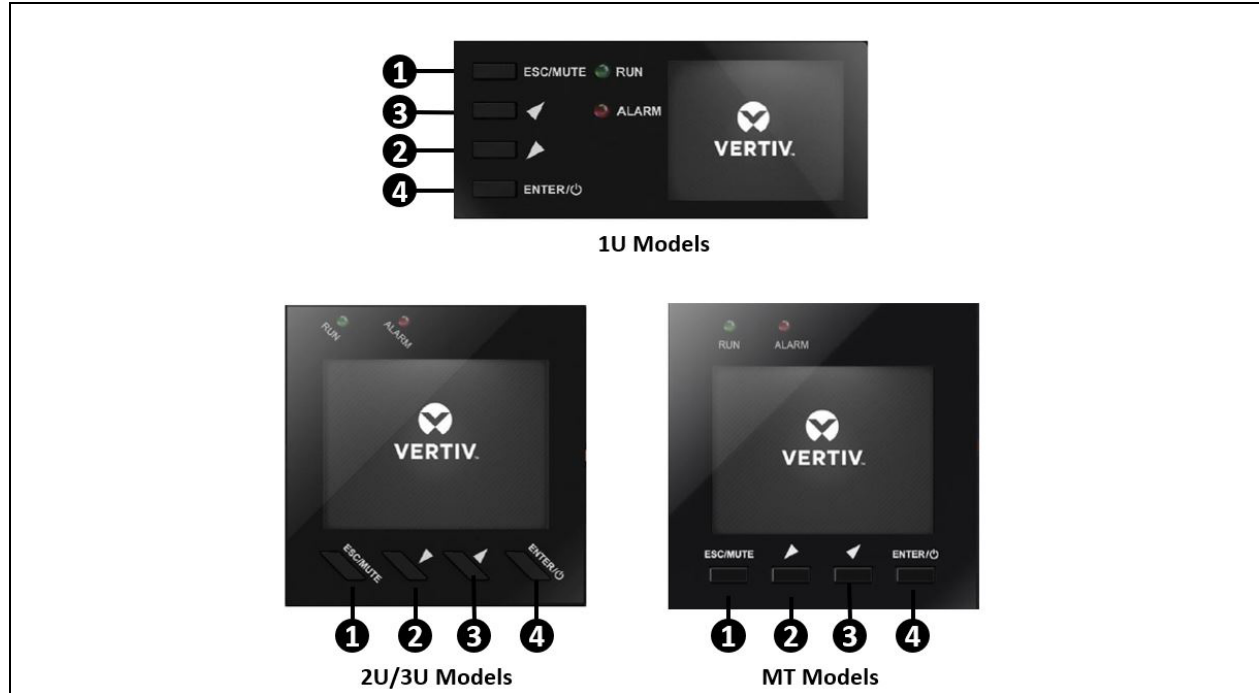 1 ESC/MUTE RUN
3 ALARM
2
VERTIV.
4 ENTER/⏻
1U Models
RUN ALARM
VERTIV.
ESC/MUTE ENTER/⏻
1 2 3 4
2U/3U Models
RUN ALARM
VERTIV.
ESC/MUTE ENTER/⏻
1 2 3 4
MT Models